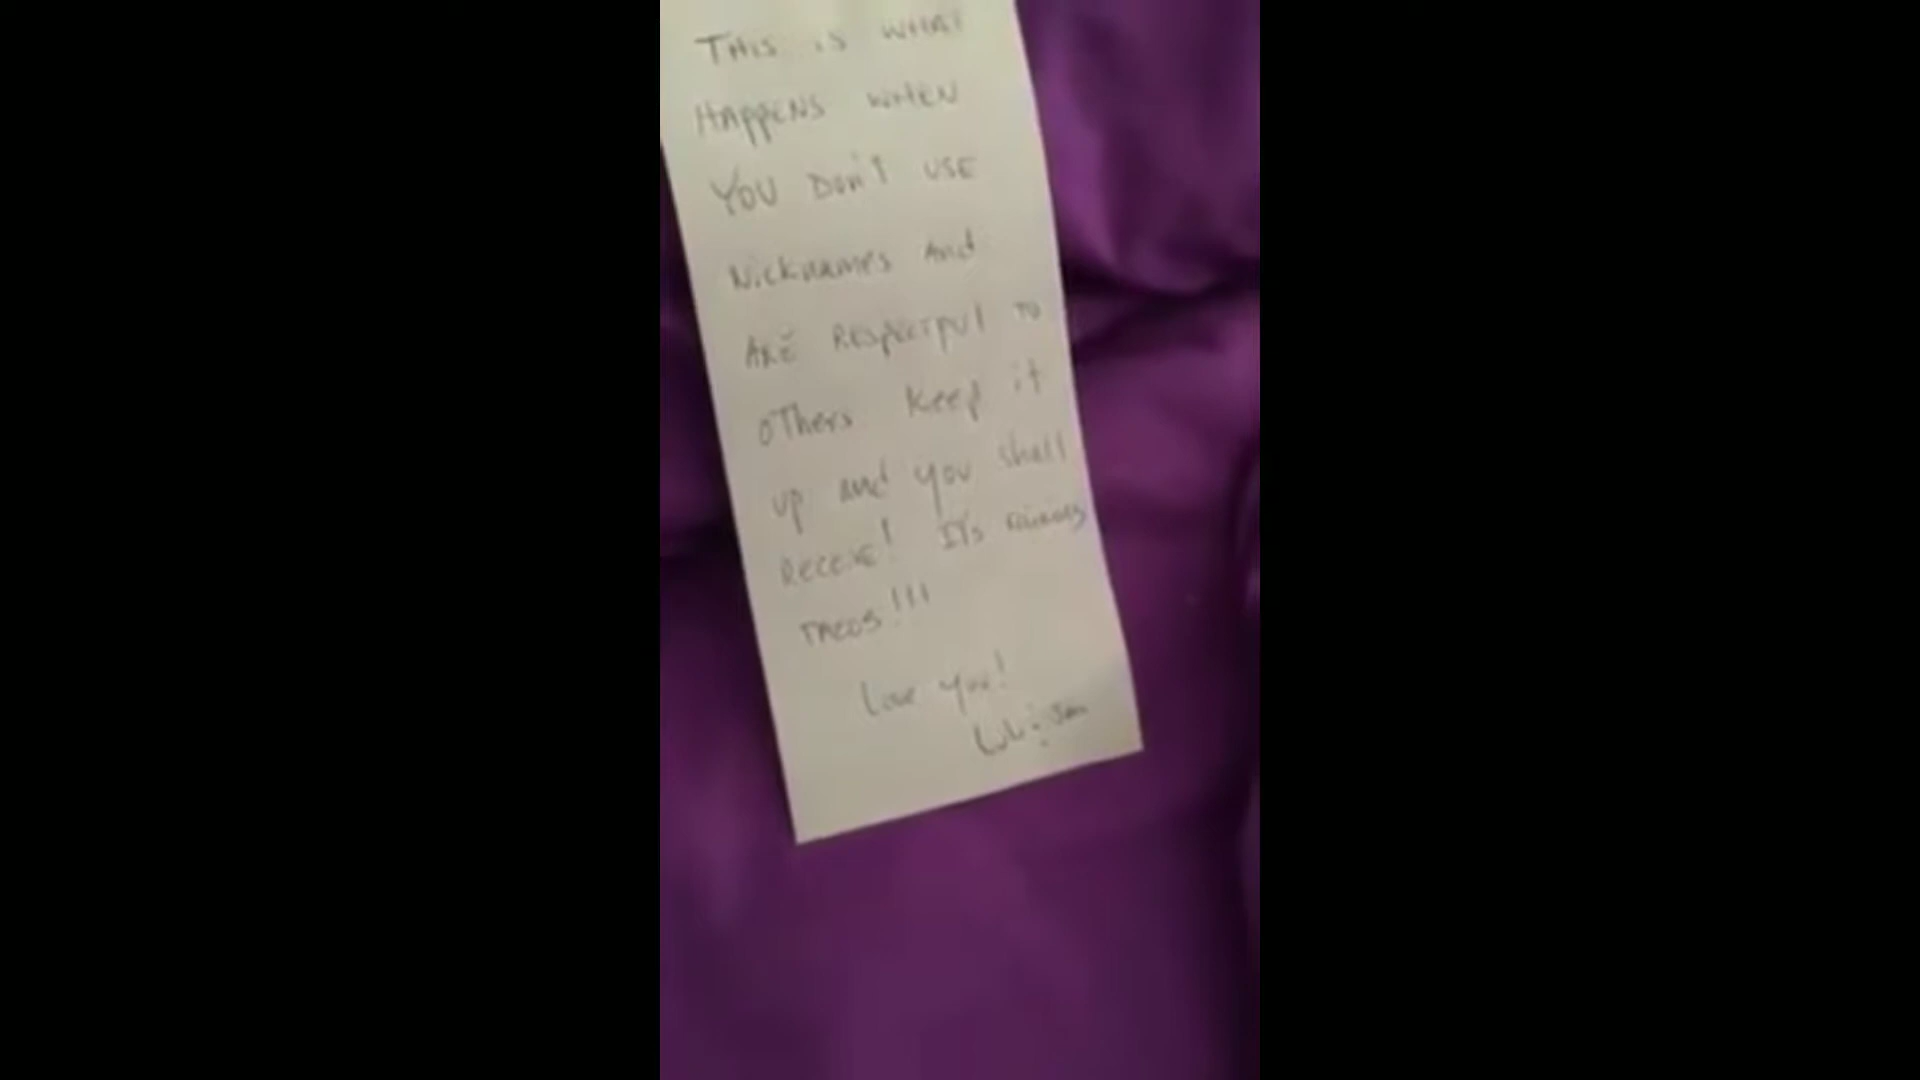 THIS IS WHAT
HAPPENS WHEN
YOU DON'T USE
NickNAMES And
ARE RESPECTful TO
OTHers Keep it
up and you shall
RECEIVE! IT's RAINING
TACOS!!!
Love you!